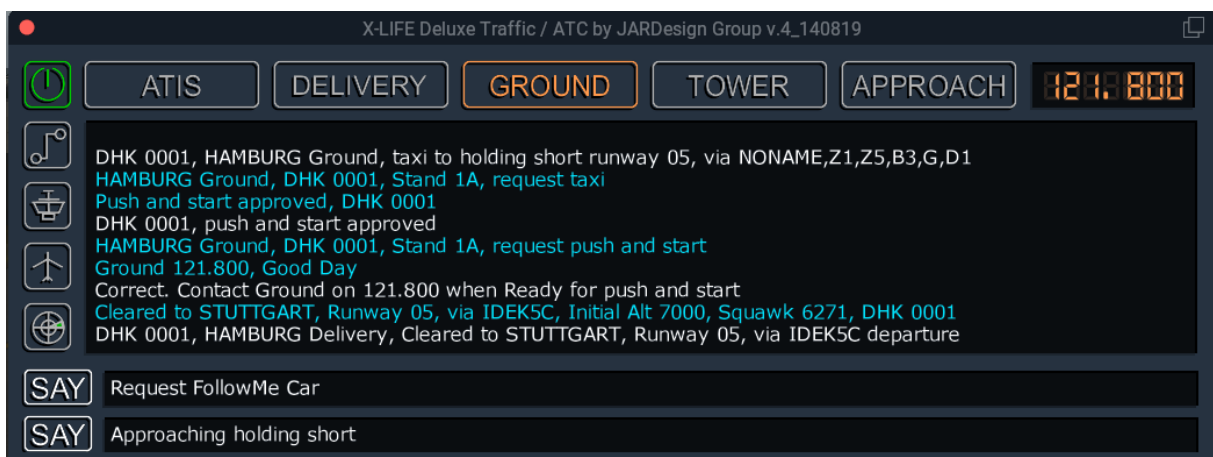 X-LIFE Deluxe Traffic / ATC by JARDesign Group v.4_140819
ATIS DELIVERY GROUND TOWER APPROACH 121.800
DHK 0001, HAMBURG Ground, taxi to holding short runway 05, via NONAME,Z1,Z5,B3,G,D1
HAMBURG Ground, DHK 0001, Stand 1A, request taxi
Push and start approved, DHK 0001
DHK 0001, push and start approved
HAMBURG Ground, DHK 0001, Stand 1A, request push and start
Ground 121.800, Good Day
Correct. Contact Ground on 121.800 when Ready for push and start
Cleared to STUTTGART, Runway 05, via IDEK5C, Initial Alt 7000, Squawk 6271, DHK 0001
DHK 0001, HAMBURG Delivery, Cleared to STUTTGART, Runway 05, via IDEK5C departure
SAY Request FollowMe Car
SAY Approaching holding short